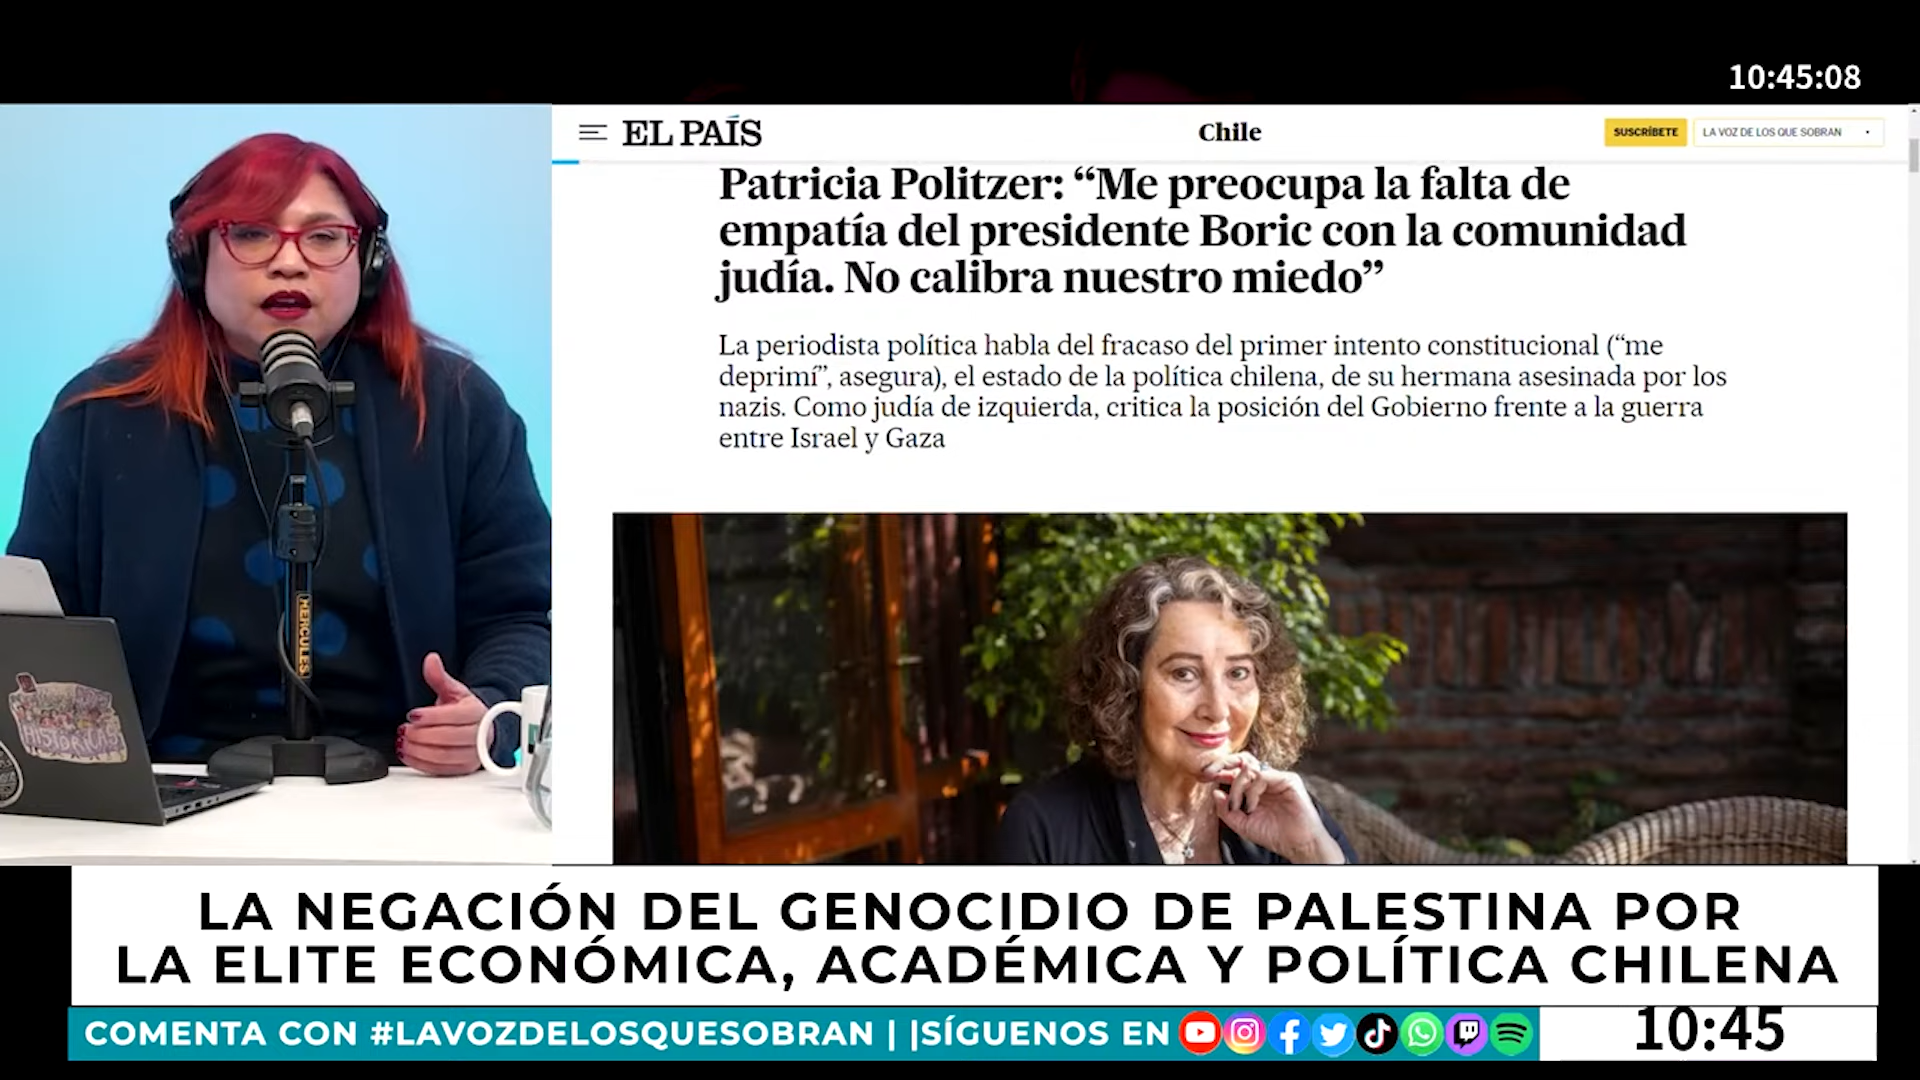 10:45:08
EL PAÍS
Chile
SUSCRÍBETE
LA VOZ DE LOS QUE SOBRAN
Patricia Politzer: “Me preocupa la falta de
empatía del presidente Boric con la comunidad
judía. No calibra nuestro miedo”
La periodista política habla del fracaso del primer intento constitucional (“me
deprimí”, asegura), el estado de la política chilena, de su hermana asesinada por los
nazis. Como judía de izquierda, critica la posición del Gobierno frente a la guerra
entre Israel y Gaza
HERCULES
HISTÓRICAS
LA NEGACIÓN DEL GENOCIDIO DE PALESTINA POR
LA ELITE ECONÓMICA, ACADÉMICA Y POLÍTICA CHILENA
COMENTA CON #LAVOZDELOSQUESOBRAN | |SÍGUENOS EN
10:45